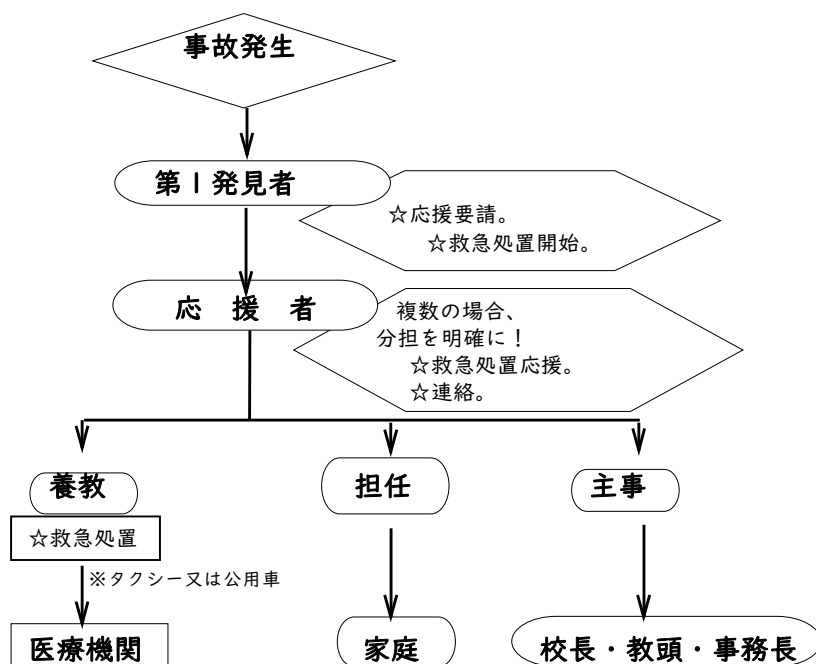 事故発生
第1発見者
☆応援要請。
☆救急処置開始。
応 援 者
複数の場合、
分担を明確に!
☆救急処置応援。
☆連絡。
養教
担任
主事
☆救急処置
※タクシー又は公用車
医療機関
家庭
校長・教頭・事務長